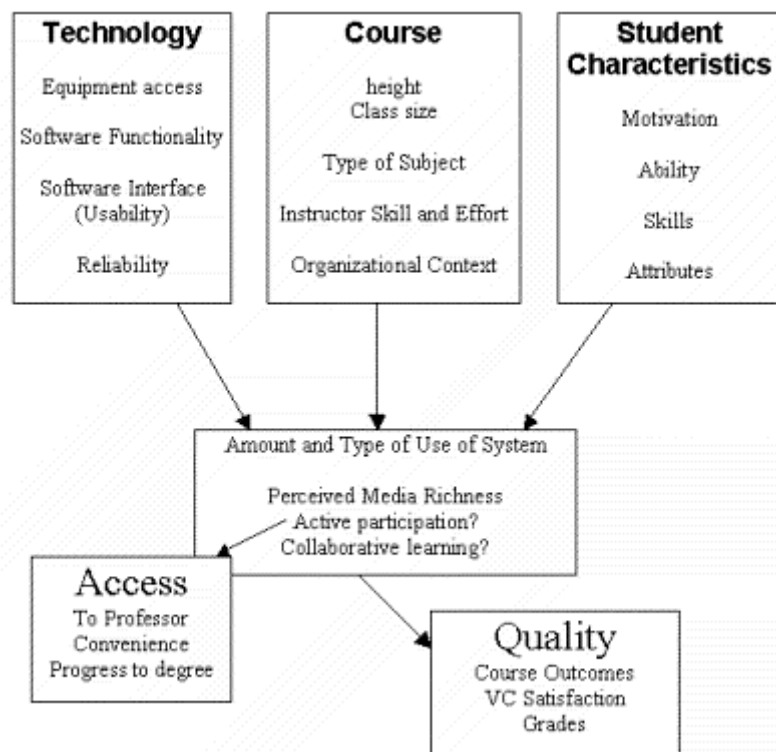 Technology
Equipment access
Software Functionality
Software Interface
(Usability)
Reliability
Course
height
Class size
Type of Subject
Instructor Skill and Effort
Organizational Context
Student
Characteristics
Motivation
Ability
Skills
Attributes
Amount and Type of Use of System
Perceived Media Richness
Active participation?
Collaborative learning?
Access
To Professor
Convenience
Progress to degree
Quality
Course Outcomes
VC Satisfaction
Grades